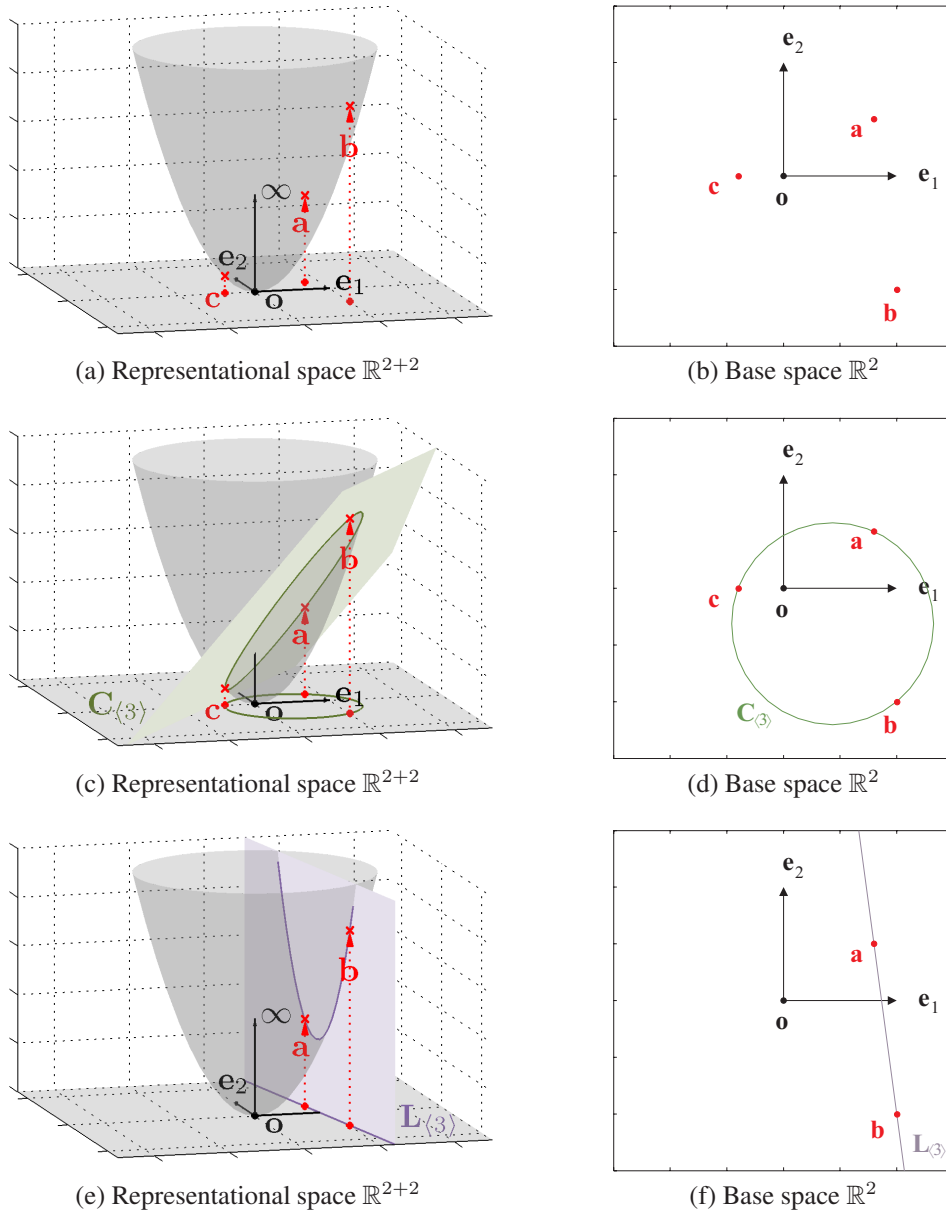 ∞
b
a
e₂
e₁
c
o
(a) Representational space ℝ²⁺²
e₂
a
c
e₁
o
b
(b) Base space ℝ²
b
a
e₁
C⟨3⟩
c
o
(c) Representational space ℝ²⁺²
e₂
a
c
e₁
o
C⟨3⟩
b
(d) Base space ℝ²
b
∞
a
e₂
o
L⟨3⟩
(e) Representational space ℝ²⁺²
e₂
a
e₁
o
b
L⟨3⟩
(f) Base space ℝ²